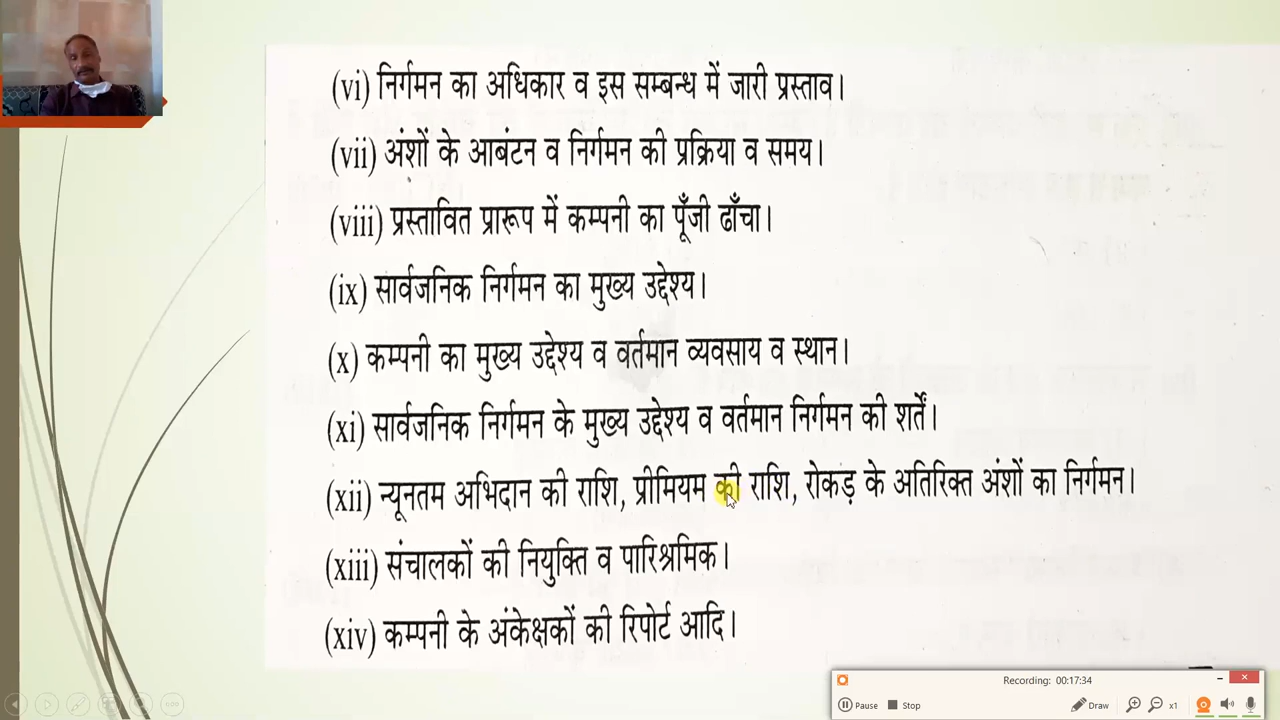 (vi) निर्गमन का अधिकार व इस सम्बन्ध में जारी प्रस्ताव।
(vii) अंशों के आबंटन व निर्गमन की प्रक्रिया व समय।
(viii) प्रस्तावित प्रारूप में कम्पनी का पूँजी ढाँचा।
(ix) सार्वजनिक निर्गमन का मुख्य उद्देश्य।
(x) कम्पनी का मुख्य उद्देश्य व वर्तमान व्यवसाय व स्थान।
(xi) सार्वजनिक निर्गमन के मुख्य उद्देश्य व वर्तमान निर्गमन की शर्तें।
(xii) न्यूनतम अभिदान की राशि, प्रीमियम की राशि, रोकड़ के अतिरिक्त अंशों का निर्गमन।
(xiii) संचालकों की नियुक्ति व पारिश्रमिक।
(xiv) कम्पनी के अंकेक्षकों की रिपोर्ट आदि।
Recording: 00:17:34
Pause Stop Draw x1